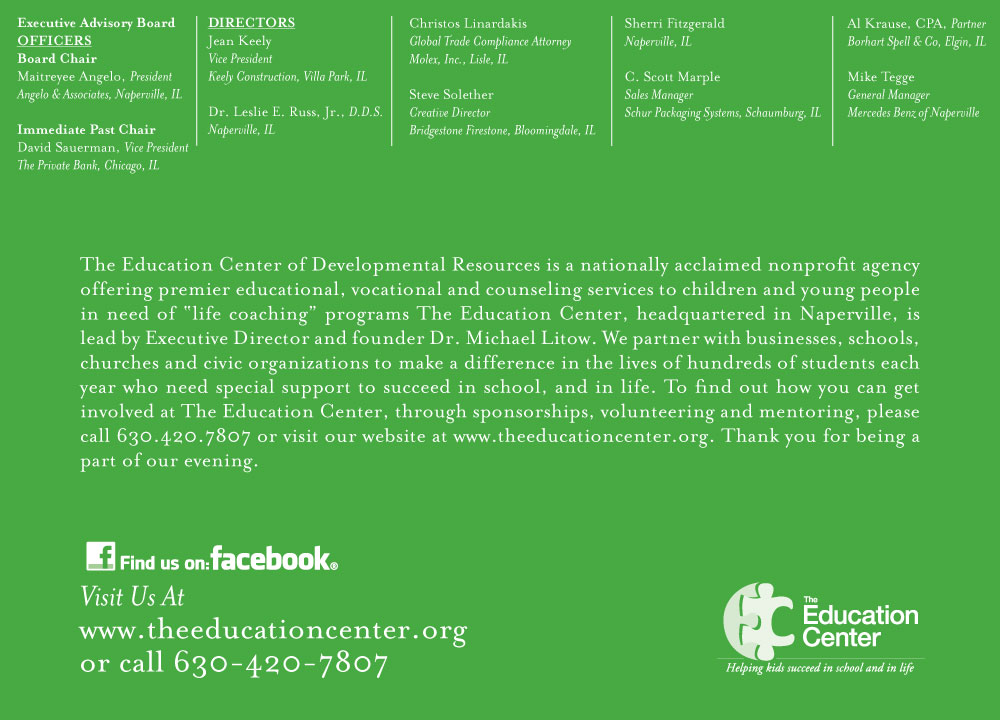 Executive Advisory Board
OFFICERS
Board Chair
Maitreyee Angelo, President
Angelo & Associates, Naperville, IL
Immediate Past Chair
David Sauerman, Vice President
The Private Bank, Chicago, IL
DIRECTORS
Jean Keely
Vice President
Keely Construction, Villa Park, IL
Dr. Leslie E. Russ, Jr., D.D.S.
Naperville, IL
Christos Linardakis
Global Trade Compliance Attorney
Molex, Inc., Lisle, IL
Steve Solether
Creative Director
Bridgestone Firestone, Bloomingdale, IL
Sherri Fitzgerald
Naperville, IL
C. Scott Marple
Sales Manager
Schur Packaging Systems, Schaumburg, IL
Al Krause, CPA, Partner
Borhart Spell & Co, Elgin, IL
Mike Tegge
General Manager
Mercedes Benz of Naperville
The Education Center of Developmental Resources is a nationally acclaimed nonprofit agency
offering premier educational, vocational and counseling services to children and young people
in need of "life coaching" programs The Education Center, headquartered in Naperville, is
lead by Executive Director and founder Dr. Michael Litow. We partner with businesses, schools,
churches and civic organizations to make a difference in the lives of hundreds of students each
year who need special support to succeed in school, and in life. To find out how you can get
involved at The Education Center, through sponsorships, volunteering and mentoring, please
call 630.420.7807 or visit our website at www.theeducationcenter.org. Thank you for being a
part of our evening.
f Find us on: facebook®
Visit Us At
www.theeducationcenter.org
or call 630-420-7807
The
Education
Center
Helping kids succeed in school and in life